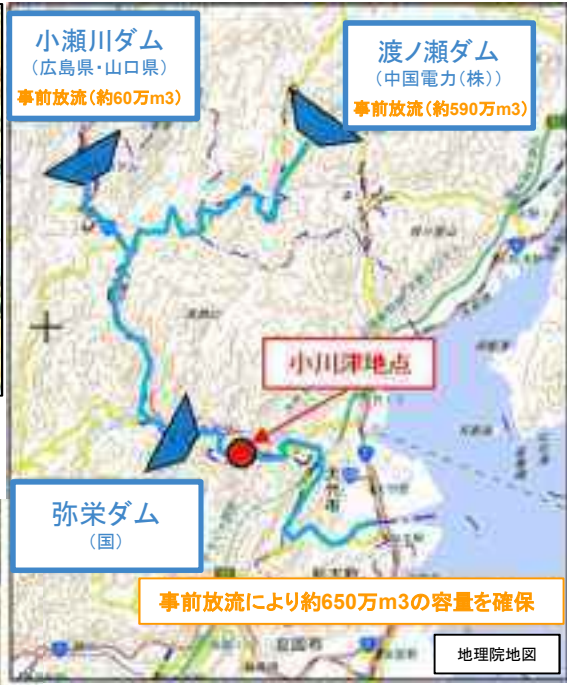 小瀬川ダム
(広島県・山口県)
事前放流(約60万m3)
渡ノ瀬ダム
(中国電力(株))
事前放流(約590万m3)
小川津地点
弥栄ダム
(国)
大竹市
事前放流により約650万m3の容量を確保
地理院地図